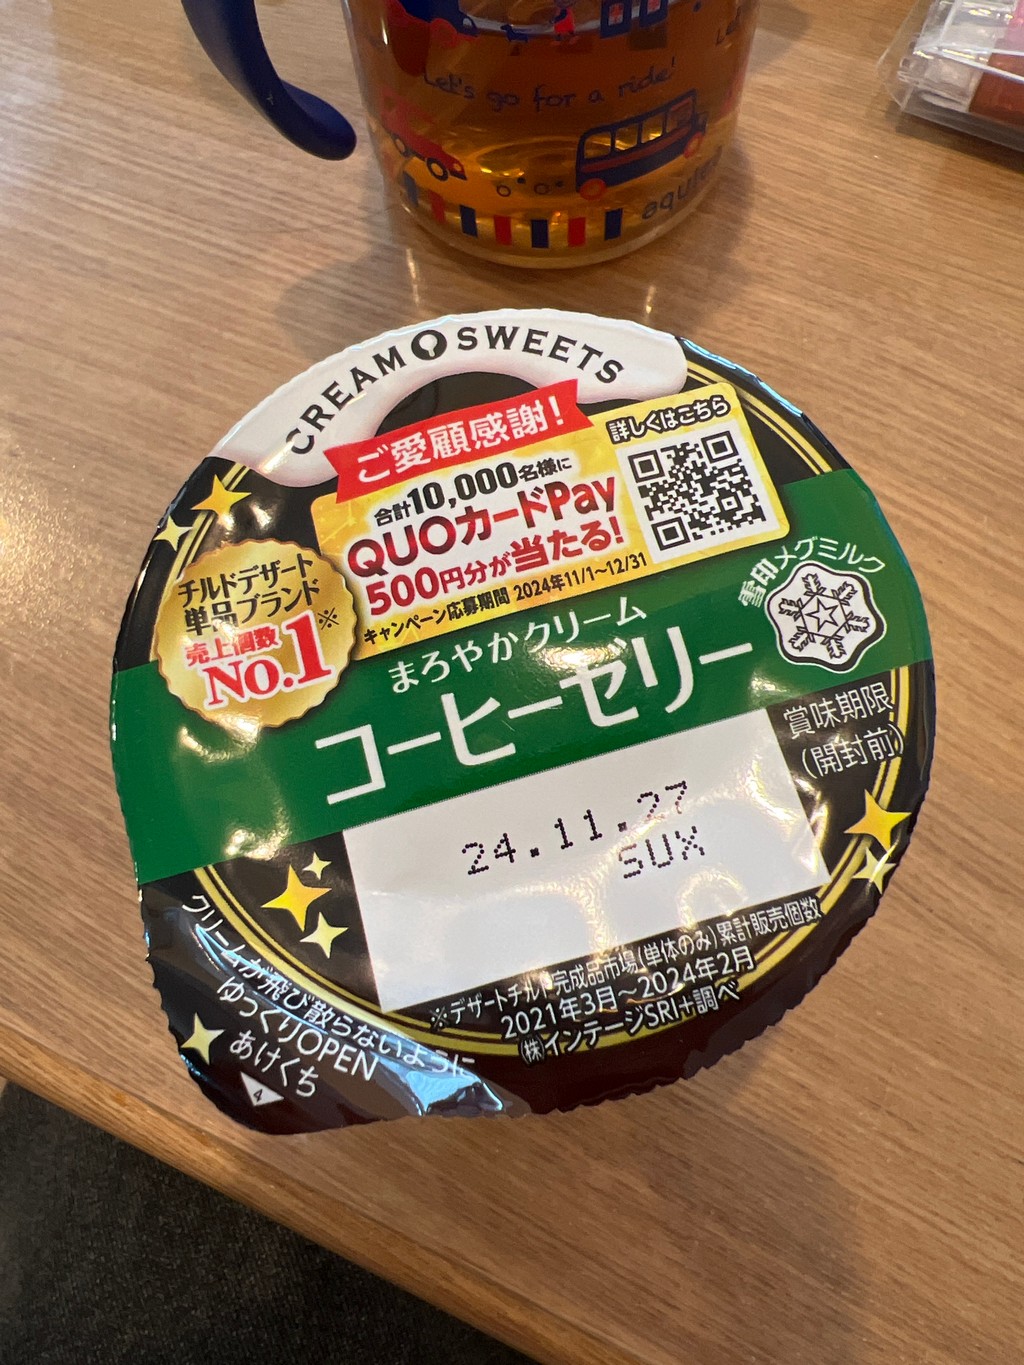 Let's go for a ride!
CREAM SWEETS
ご愛顧感謝!
合計10,000名様に
QUOカードPay
500円分が当たる!
キャンペーン応募期間 2024年11/1~12/31
詳しくはこちら
チルドデザート
単品ブランド※
売上個数
No.1
雪印メグミルク
まろやかクリーム
コーヒーゼリー
賞味期限
(開封前)
24.11.27
SUX
※デザートチルド完成品市場(単体のみ)累計販売個数
2021年3月~2024年2月
㈱インテージSRI+調べ
クリームが飛び散らないように
ゆっくりOPEN
あけくち
4